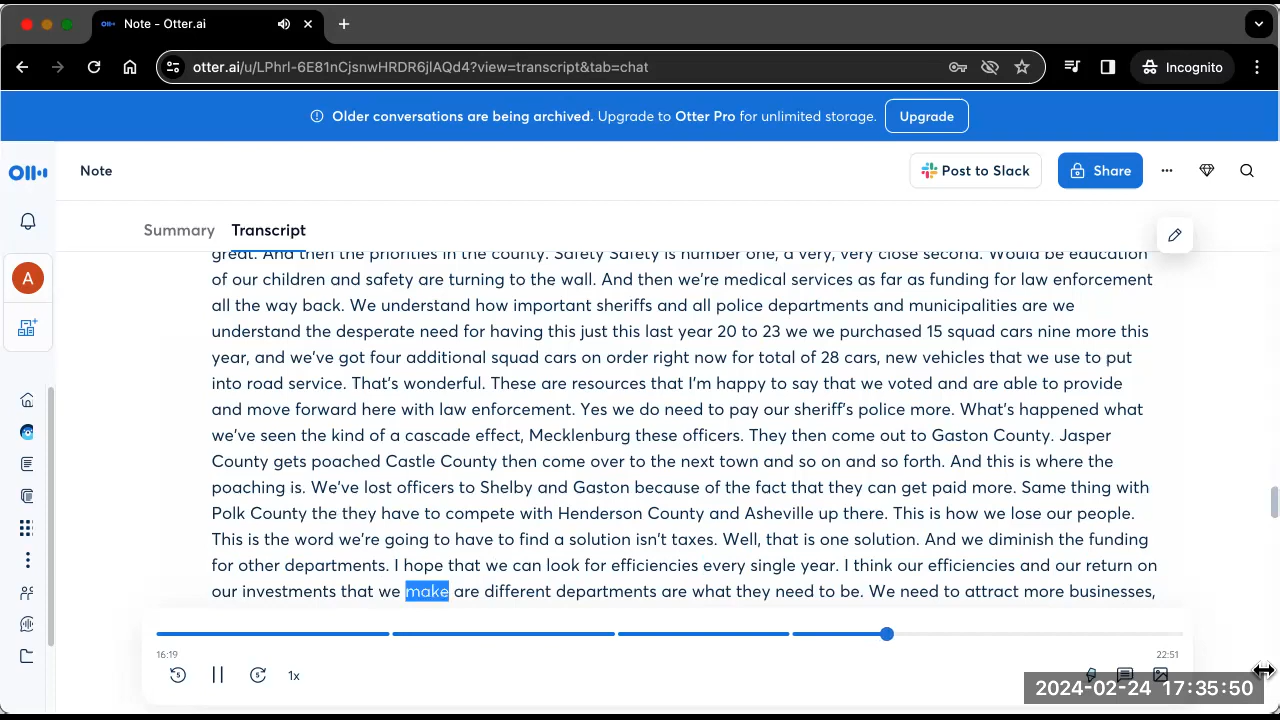 Note - Otter.ai
otter.ai/u/LPhrl-6E81nCjsnwHRDR6jlAQd4?view=transcript&tab=chat
Incognito
Older conversations are being archived. Upgrade to Otter Pro for unlimited storage.
Upgrade
Note
Post to Slack
Share
Summary
Transcript
A
great. And then the priorities in the county. Safety Safety is number one, a very, very close second. Would be education
of our children and safety are turning to the wall. And then we're medical services as far as funding for law enforcement
all the way back. We understand how important sheriffs and all police departments and municipalities are we
understand the desperate need for having this just this last year 20 to 23 we we purchased 15 squad cars nine more this
year, and we've got four additional squad cars on order right now for total of 28 cars, new vehicles that we use to put
into road service. That's wonderful. These are resources that I'm happy to say that we voted and are able to provide
and move forward here with law enforcement. Yes we do need to pay our sheriff's police more. What's happened what
we've seen the kind of a cascade effect, Mecklenburg these officers. They then come out to Gaston County. Jasper
County gets poached Castle County then come over to the next town and so on and so forth. And this is where the
poaching is. We've lost officers to Shelby and Gaston because of the fact that they can get paid more. Same thing with
Polk County the they have to compete with Henderson County and Asheville up there. This is how we lose our people.
This is the word we're going to have to find a solution isn't taxes. Well, that is one solution. And we diminish the funding
for other departments. I hope that we can look for efficiencies every single year. I think our efficiencies and our return on
our investments that we make are different departments are what they need to be. We need to attract more businesses,
16:19
22:51
5
5
1x
2024-02-24 17:35:50